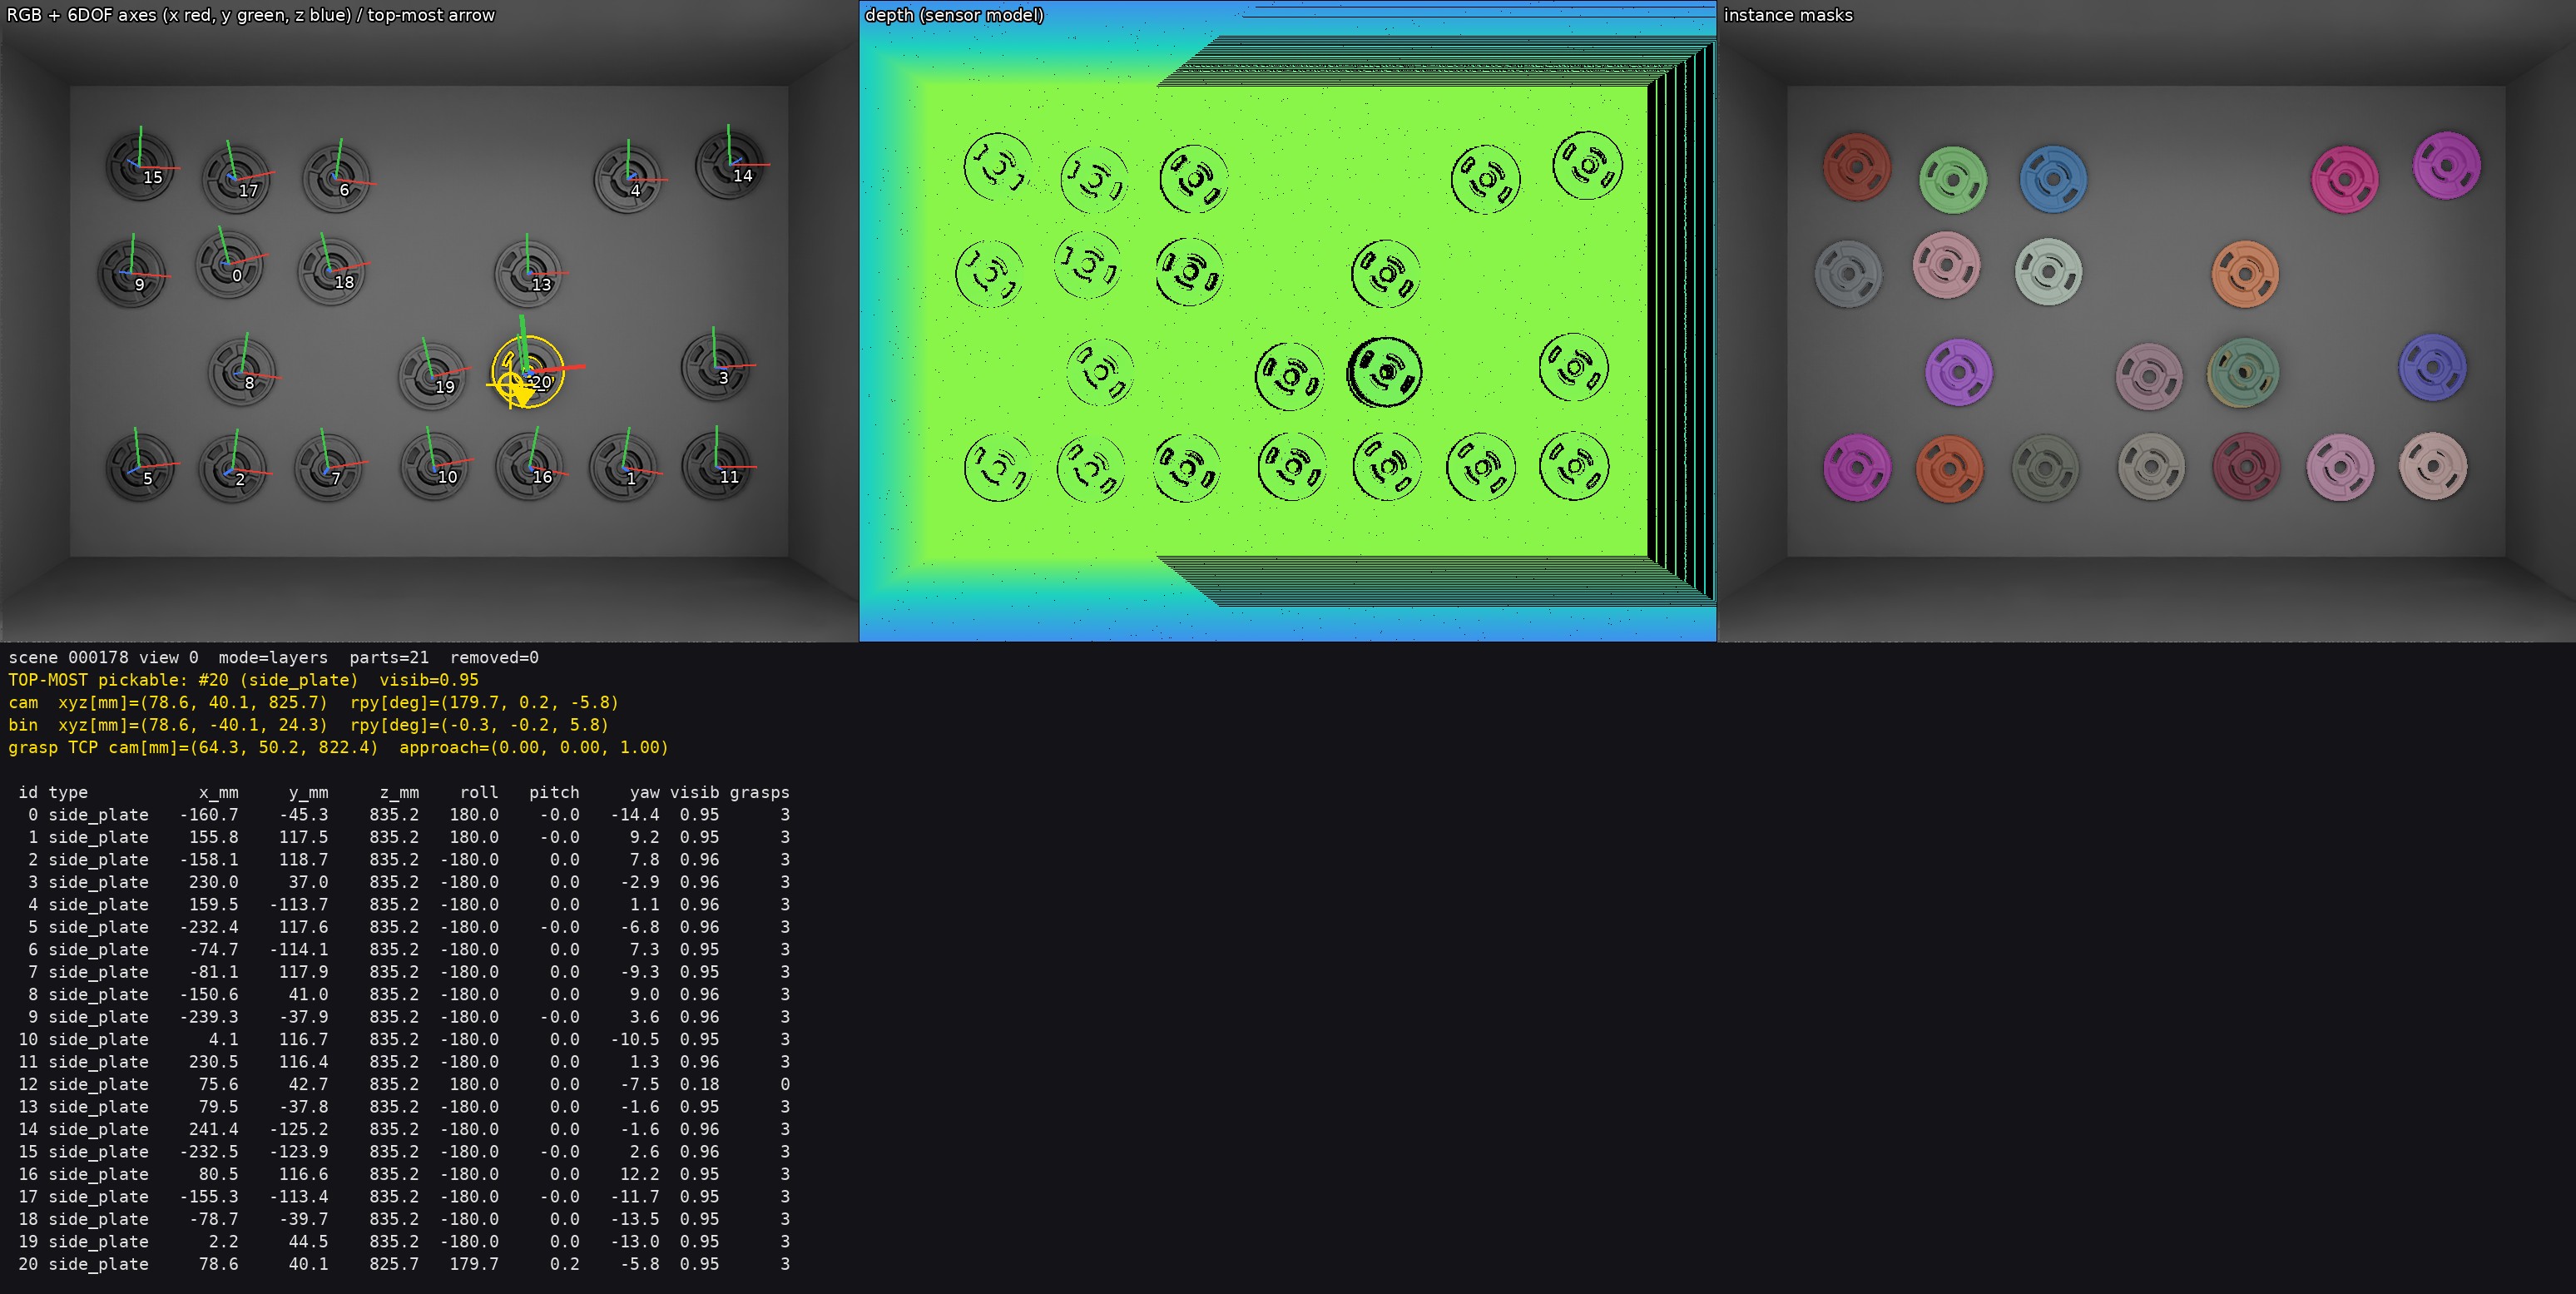 RGB + 6DOF axes (x red, y green, z blue) / top-most arrow
depth (sensor model)
instance masks
15
17
6
4
14
9
0
18
13
8
19
20
3
5
2
7
10
16
1
11
scene 000178 view 0  mode=layers  parts=21  removed=0
TOP-MOST pickable: #20 (side_plate)  visib=0.95
cam  xyz[mm]=(78.6, 40.1, 825.7)  rpy[deg]=(179.7, 0.2, -5.8)
bin  xyz[mm]=(78.6, -40.1, 24.3)  rpy[deg]=(-0.3, -0.2, 5.8)
grasp TCP cam[mm]=(64.3, 50.2, 822.4)  approach=(0.00, 0.00, 1.00)
id type x_mm y_mm z_mm roll pitch yaw visib grasps
0 side_plate -160.7 -45.3 835.2 180.0 -0.0 -14.4 0.95 3
1 side_plate 155.8 117.5 835.2 180.0 -0.0 9.2 0.95 3
2 side_plate -158.1 118.7 835.2 -180.0 0.0 7.8 0.96 3
3 side_plate 230.0 37.0 835.2 -180.0 0.0 -2.9 0.96 3
4 side_plate 159.5 -113.7 835.2 -180.0 0.0 1.1 0.96 3
5 side_plate -232.4 117.6 835.2 -180.0 -0.0 -6.8 0.96 3
6 side_plate -74.7 -114.1 835.2 -180.0 0.0 7.3 0.95 3
7 side_plate -81.1 117.9 835.2 -180.0 0.0 -9.3 0.95 3
8 side_plate -150.6 41.0 835.2 -180.0 0.0 9.0 0.96 3
9 side_plate -239.3 -37.9 835.2 -180.0 -0.0 3.6 0.96 3
10 side_plate 4.1 116.7 835.2 -180.0 0.0 -10.5 0.95 3
11 side_plate 230.5 116.4 835.2 -180.0 0.0 1.3 0.96 3
12 side_plate 75.6 42.7 835.2 180.0 0.0 -7.5 0.18 0
13 side_plate 79.5 -37.8 835.2 -180.0 0.0 -1.6 0.95 3
14 side_plate 241.4 -125.2 835.2 -180.0 0.0 -1.6 0.96 3
15 side_plate -232.5 -123.9 835.2 -180.0 -0.0 2.6 0.96 3
16 side_plate 80.5 116.6 835.2 -180.0 0.0 12.2 0.95 3
17 side_plate -155.3 -113.4 835.2 -180.0 -0.0 -11.7 0.95 3
18 side_plate -78.7 -39.7 835.2 -180.0 0.0 -13.5 0.95 3
19 side_plate 2.2 44.5 835.2 -180.0 0.0 -13.0 0.95 3
20 side_plate 78.6 40.1 825.7 179.7 0.2 -5.8 0.95 3